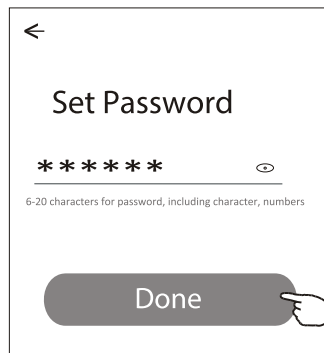 Set Password
******
6-20 characters for password, including character, numbers
Done